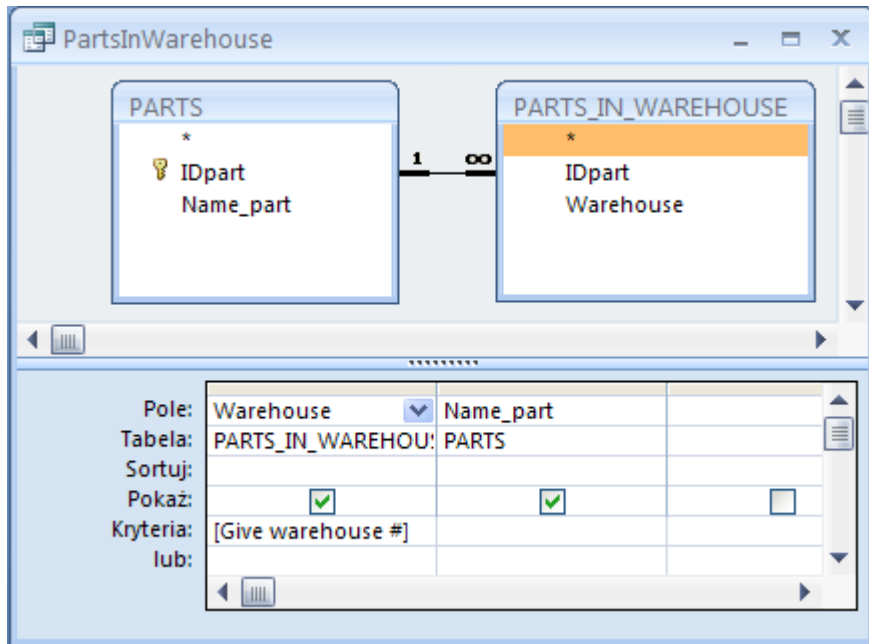 PartsInWarehouse
PARTS
*
IDpart
Name_part
1 ∞
PARTS_IN_WAREHOUSE
*
IDpart
Warehouse
Pole: Warehouse Name_part
Tabela: PARTS_IN_WAREHOU PARTS
Sortuj:
Pokaż:
Kryteria: [Give warehouse #]
lub: